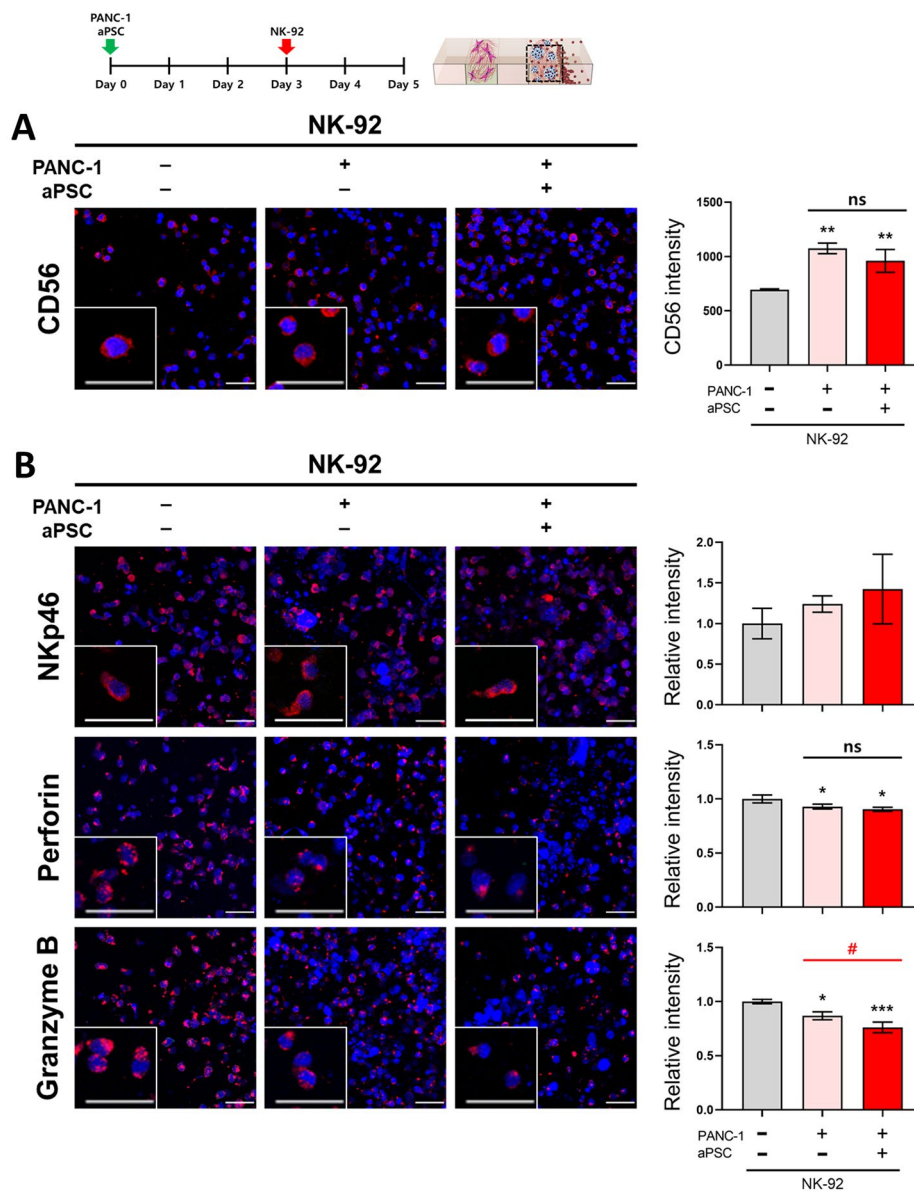 PANC-1
aPSC
NK-92
Day 0 Day 1 Day 2 Day 3 Day 4 Day 5
A
NK-92
PANC-1 – + +
aPSC – – +
CD56
CD56 intensity
1500
1000
500
0
ns
** **
PANC-1 – + +
aPSC – – +
NK-92
B
NK-92
PANC-1 – + +
aPSC – – +
NKp46
Relative intensity
2.0
1.5
1.0
0.5
0.0
Perforin
Relative intensity
1.5
1.0
0.5
0.0
ns
* *
Granzyme B
Relative intensity
1.5
1.0
0.5
0.0
#
* ***
PANC-1 – + +
aPSC – – +
NK-92